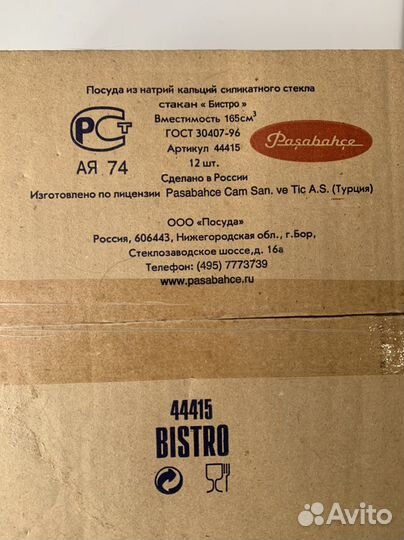 Посуда из натрий кальций силикатного стекла
стакан « Бистро »
Вместимость 165см³
ГОСТ 30407-96
Артикул 44415
12 шт.
Сделано в России
РСТ
АЯ 74
Paşabahçe
Изготовлено по лицензии Pasabahce Cam San. ve Tic A.S. (Турция)
ООО «Посуда»
Россия, 606443, Нижегородская обл., г.Бор,
Стеклозаводское шоссе,д. 16а
Телефон: (495) 7773739
www.pasabahce.ru
44415
BISTRO
Avito